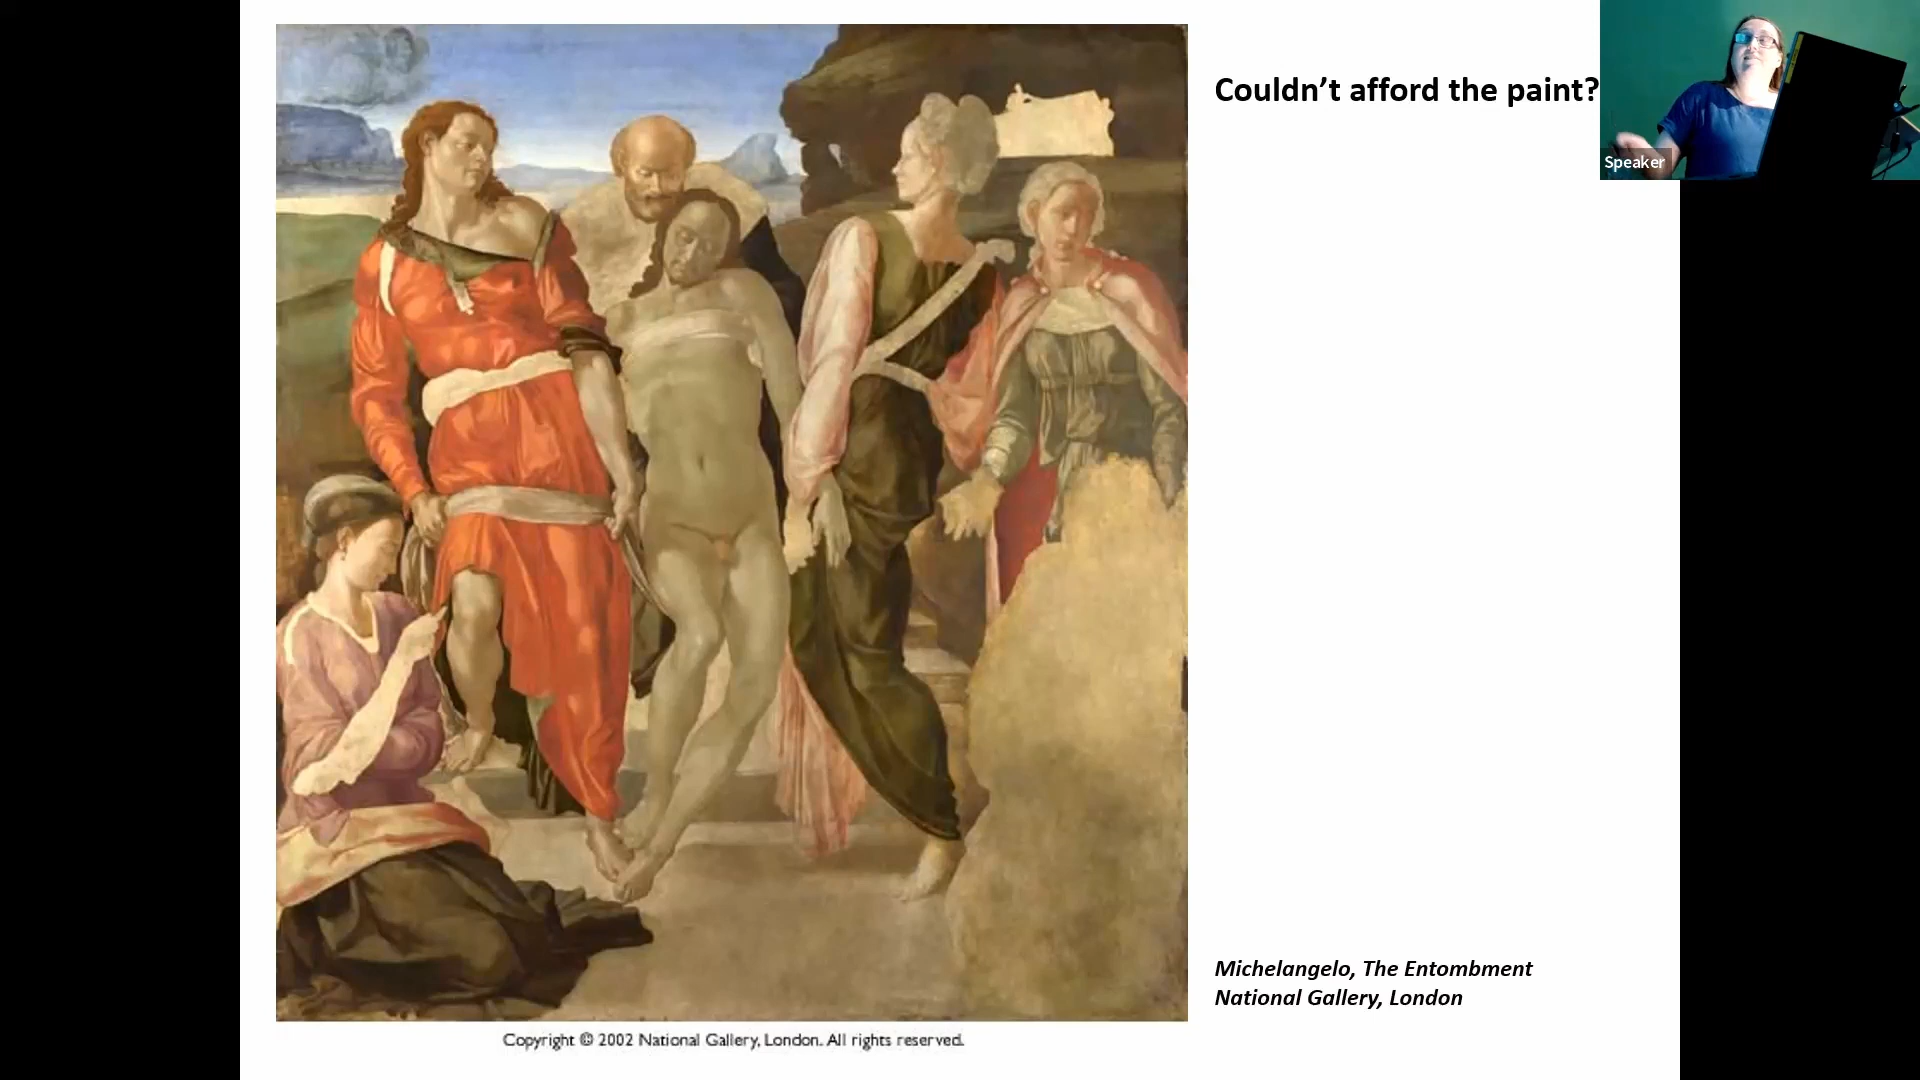 Couldn’t afford the paint?
Speaker
Michelangelo, The Entombment
National Gallery, London
Copyright © 2002 National Gallery, London. All rights reserved.